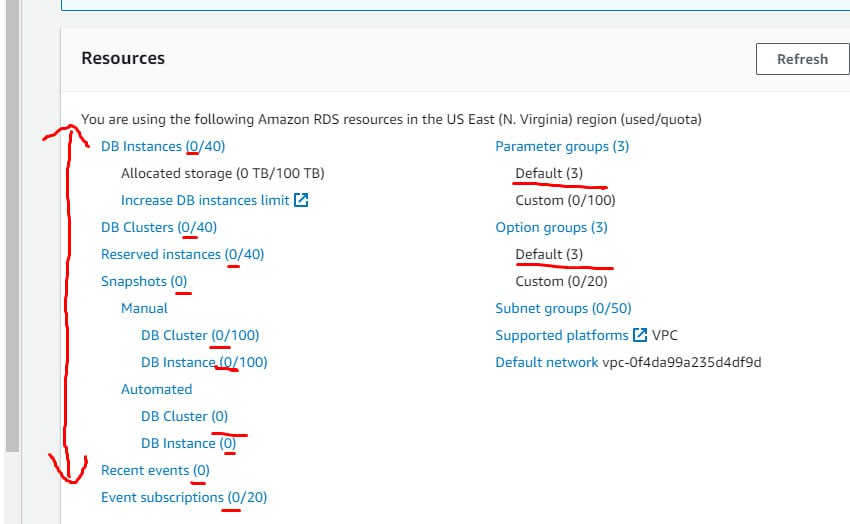 Resources
Refresh
You are using the following Amazon RDS resources in the US East (N. Virginia) region (used/quota)
DB Instances (0/40)
Allocated storage (0 TB/100 TB)
Increase DB instances limit
DB Clusters (0/40)
Reserved instances (0/40)
Snapshots (0)
Manual
DB Cluster (0/100)
DB Instance (0/100)
Automated
DB Cluster (0)
DB Instance (0)
Recent events (0)
Event subscriptions (0/20)
Parameter groups (3)
Default (3)
Custom (0/100)
Option groups (3)
Default (3)
Custom (0/20)
Subnet groups (0/50)
Supported platforms VPC
Default network vpc-0f4da99a235d4df9d